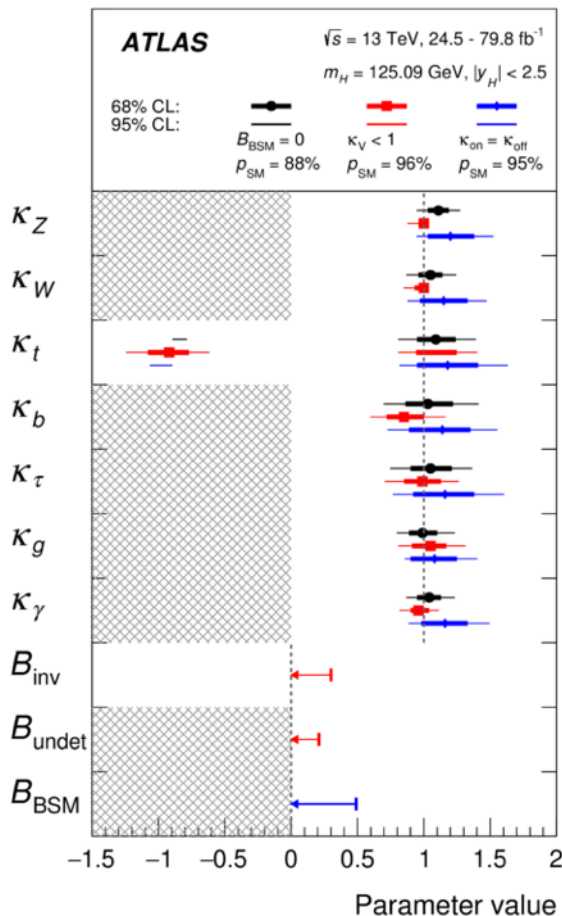 ATLAS
√s = 13 TeV, 24.5 - 79.8 fb⁻¹
m_H = 125.09 GeV, |y_H| < 2.5
68% CL:
95% CL:
B_BSM = 0 κ_V < 1 κ_on = κ_off
p_SM = 88% p_SM = 96% p_SM = 95%
κ_Z
κ_W
κ_t
κ_b
κ_τ
κ_g
κ_γ
B_inv
B_undet
B_BSM
−1.5 −1 −0.5 0 0.5 1 1.5 2
Parameter value